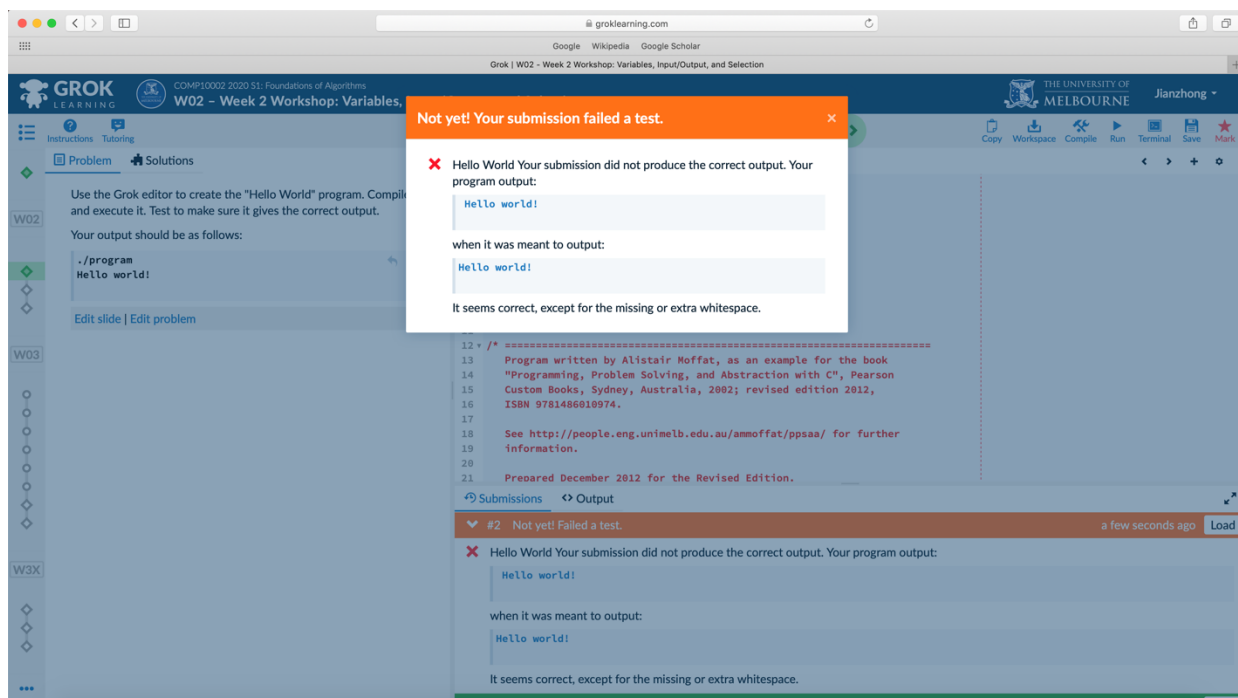 groklearning.com
Google Wikipedia Google Scholar
Grok | W02 - Week 2 Workshop: Variables, Input/Output, and Selection
GROK
LEARNING
COMP10002 2020 S1: Foundations of Algorithms
W02 – Week 2 Workshop: Variables,
THE UNIVERSITY OF
MELBOURNE
Jianzhong
Instructions Tutoring
Copy Workspace Compile Run Terminal Save Mark
Problem Solutions
W02
W03
W3X
Use the Grok editor to create the "Hello World" program. Compile
and execute it. Test to make sure it gives the correct output.
Your output should be as follows:
./program
Hello world!
Edit slide | Edit problem
Not yet! Your submission failed a test. ×
Hello World Your submission did not produce the correct output. Your
program output:
Hello world!
when it was meant to output:
Hello world!
It seems correct, except for the missing or extra whitespace.
12 /* =====================================================================
13 Program written by Alistair Moffat, as an example for the book
14 "Programming, Problem Solving, and Abstraction with C", Pearson
15 Custom Books, Sydney, Australia, 2002; revised edition 2012,
16 ISBN 9781486010974.
17
18 See http://people.eng.unimelb.edu.au/ammoffat/ppsaa/ for further
19 information.
20
21 Prepared December 2012 for the Revised Edition.
Submissions Output
#2 Not yet! Failed a test. a few seconds ago Load
Hello World Your submission did not produce the correct output. Your program output:
Hello world!
when it was meant to output:
Hello world!
It seems correct, except for the missing or extra whitespace.